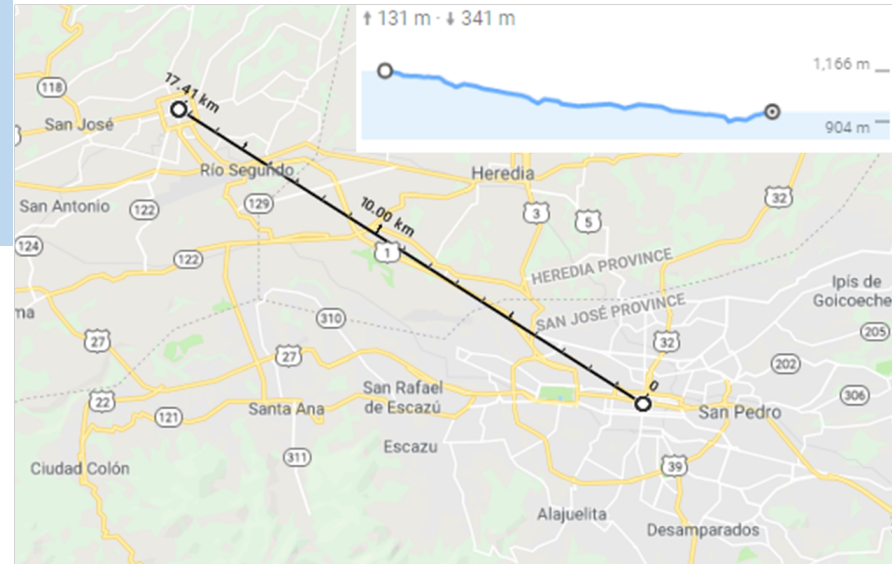 ⬆ 131 m · ⬇ 341 m
1,166 m
904 m
17.41 km
118
San José
Río Segundo
Heredia
129
San Antonio
122
10.00 km
3
5
32
124
122
1
HEREDIA PROVINCE
Ipís de
Goicoeche
ma
310
SAN JOSÉ PROVINCE
205
27
27
32
202
0
22
121
Santa Ana
San Rafael
de Escazú
306
San Pedro
Escazu
311
39
Ciudad Colón
Alajuelita
Desamparados